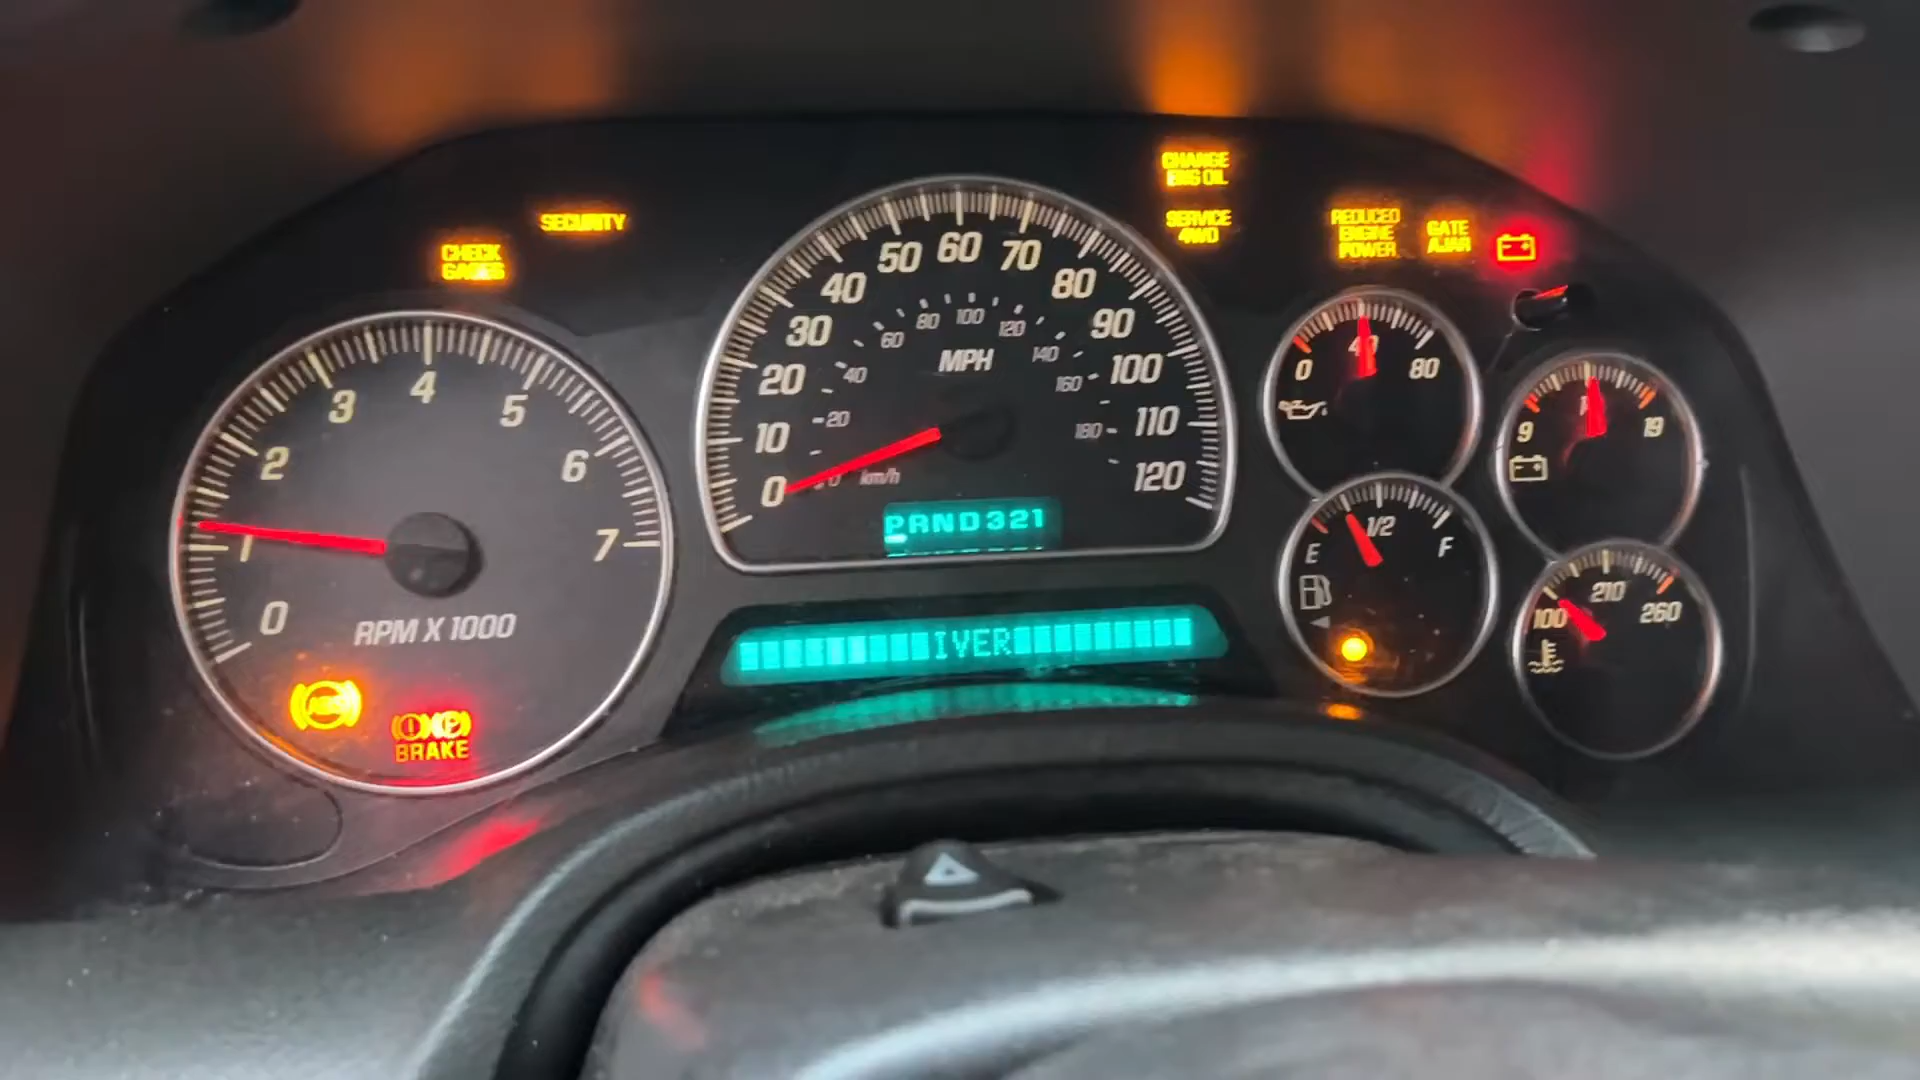 CHANGE
ENG OIL
SECURITY
SERVICE
4WD
REDUCED
ENGINE
POWER
GATE
AJAR
CHECK
GAGES
0 1 2 3 4 5 6 7
RPM X 1000
ABS
P
BRAKE
0 10 20 30 40 50 60 70 80 90 100 110 120
MPH
20 40 60 80 100 120 140 160 180
km/h
PRND321
IVER
0 40 80
9 19
E 1/2 F
100 210 260